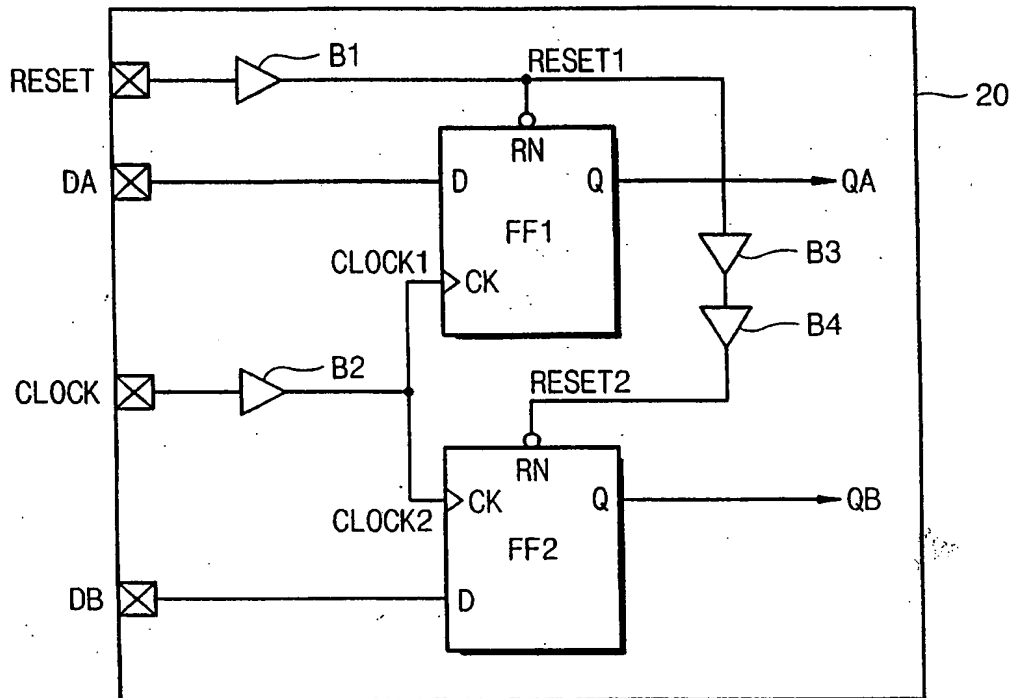 B1
RESET
RESET1
20
RN
DA
D
Q
QA
FF1
B3
CLOCK1
CK
B4
B2
CLOCK
RESET2
RN
CK
Q
QB
CLOCK2
FF2
DB
D